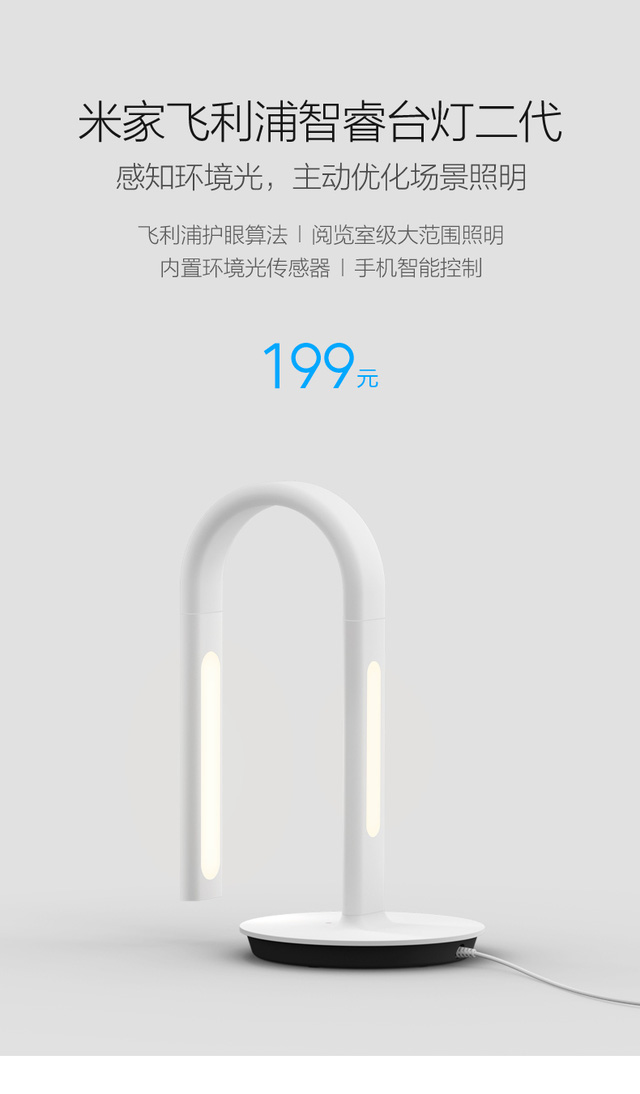 米家飞利浦智睿台灯二代
感知环境光，主动优化场景照明
飞利浦护眼算法丨阅览室级大范围照明
内置环境光传感器丨手机智能控制
199元